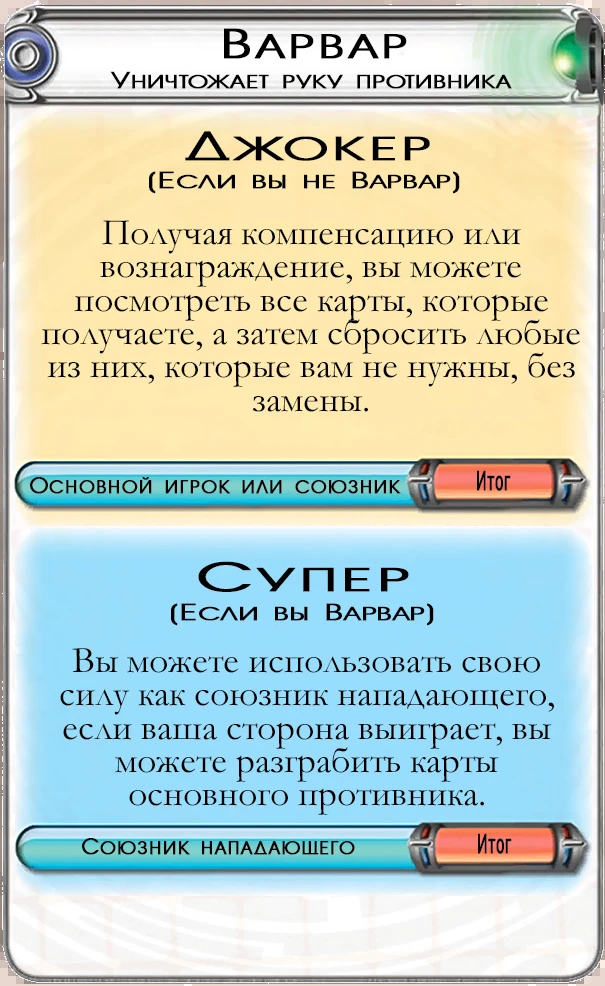 Варвар
Уничтожает руку противника
Джокер
(Если вы не Варвар)
Получая компенсацию или
вознаграждение, вы можете
посмотреть все карты, которые
получаете, а затем сбросить любые
из них, которые вам не нужны, без
замены.
Основной игрок или союзник
Итог
Супер
(Если вы Варвар)
Вы можете использовать свою
силу как союзник нападающего,
если ваша сторона выиграет, вы
можете разграбить карты
основного противника.
Союзник нападающего
Итог